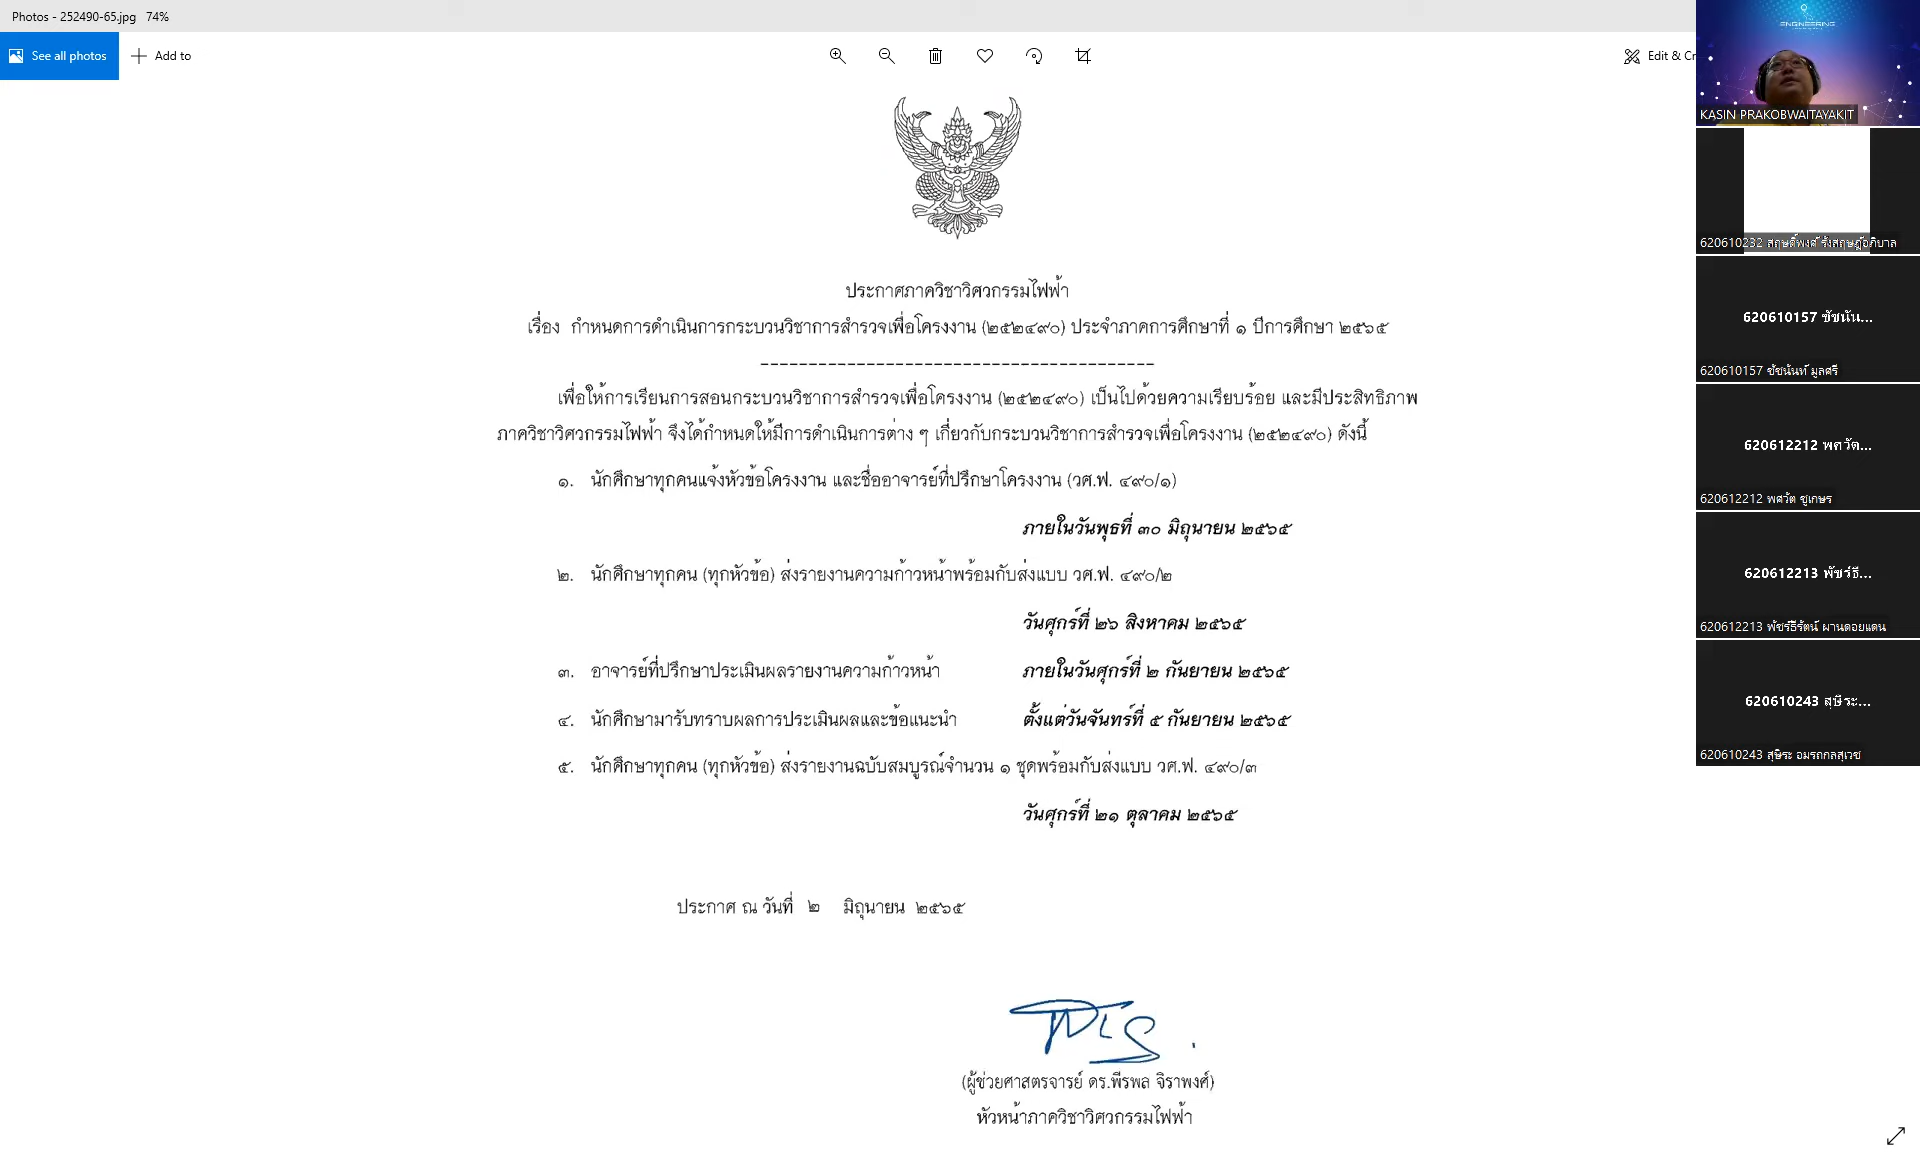 Photos - 252490-65.jpg 74%
See all photos
Add to
Edit & Cr
ENGINEERING
KASIN PRAKOBWAITAYAKIT
620610232 สฤษดิ์พงศ์ รังสฤษฎ์อภิบาล
620610157 ชัชนัน...
620610157 ชัชนันท์ มูลศรี
620612212 พศวัต...
620612212 พศวัต ชูเกษร
620612213 พัชร์ธี...
620612213 พัชร์ธีรัตน์ ผานดอยแดน
620610243 สุษิระ...
620610243 สุษิระ อมรถกลสุเวช
ประกาศภาควิชาวิศวกรรมไฟฟ้า
เรื่อง กำหนดการดำเนินการกระบวนวิชาการสำรวจเพื่อโครงงาน (๒๕๒๔๙๐) ประจำภาคการศึกษาที่ ๑ ปีการศึกษา ๒๕๖๕
-----------------------------------------
เพื่อให้การเรียนการสอนกระบวนวิชาการสำรวจเพื่อโครงงาน (๒๕๒๔๙๐) เป็นไปด้วยความเรียบร้อย และมีประสิทธิภาพ
ภาควิชาวิศวกรรมไฟฟ้า จึงได้กำหนดให้มีการดำเนินการต่าง ๆ เกี่ยวกับกระบวนวิชาการสำรวจเพื่อโครงงาน (๒๕๒๔๙๐) ดังนี้
๑. นักศึกษาทุกคนแจ้งหัวข้อโครงงาน และชื่ออาจารย์ที่ปรึกษาโครงงาน (วศ.ฟ. ๔๙๐/๑)
ภายในวันพุธที่ ๓๐ มิถุนายน ๒๕๖๕
๒. นักศึกษาทุกคน (ทุกหัวข้อ) ส่งรายงานความก้าวหน้าพร้อมกับส่งแบบ วศ.ฟ. ๔๙๐/๒
วันศุกร์ที่ ๒๖ สิงหาคม ๒๕๖๕
๓. อาจารย์ที่ปรึกษาประเมินผลรายงานความก้าวหน้า ภายในวันศุกร์ที่ ๒ กันยายน ๒๕๖๕
๔. นักศึกษามารับทราบผลการประเมินผลและข้อแนะนำ ตั้งแต่วันจันทร์ที่ ๕ กันยายน ๒๕๖๕
๕. นักศึกษาทุกคน (ทุกหัวข้อ) ส่งรายงานฉบับสมบูรณ์จำนวน ๑ ชุดพร้อมกับส่งแบบ วศ.ฟ. ๔๙๐/๓
วันศุกร์ที่ ๒๑ ตุลาคม ๒๕๖๕
ประกาศ ณ วันที่ ๒ มิถุนายน ๒๕๖๕
(ผู้ช่วยศาสตราจารย์ ดร.พีรพล จิราพงศ์)
หัวหน้าภาควิชาวิศวกรรมไฟฟ้า